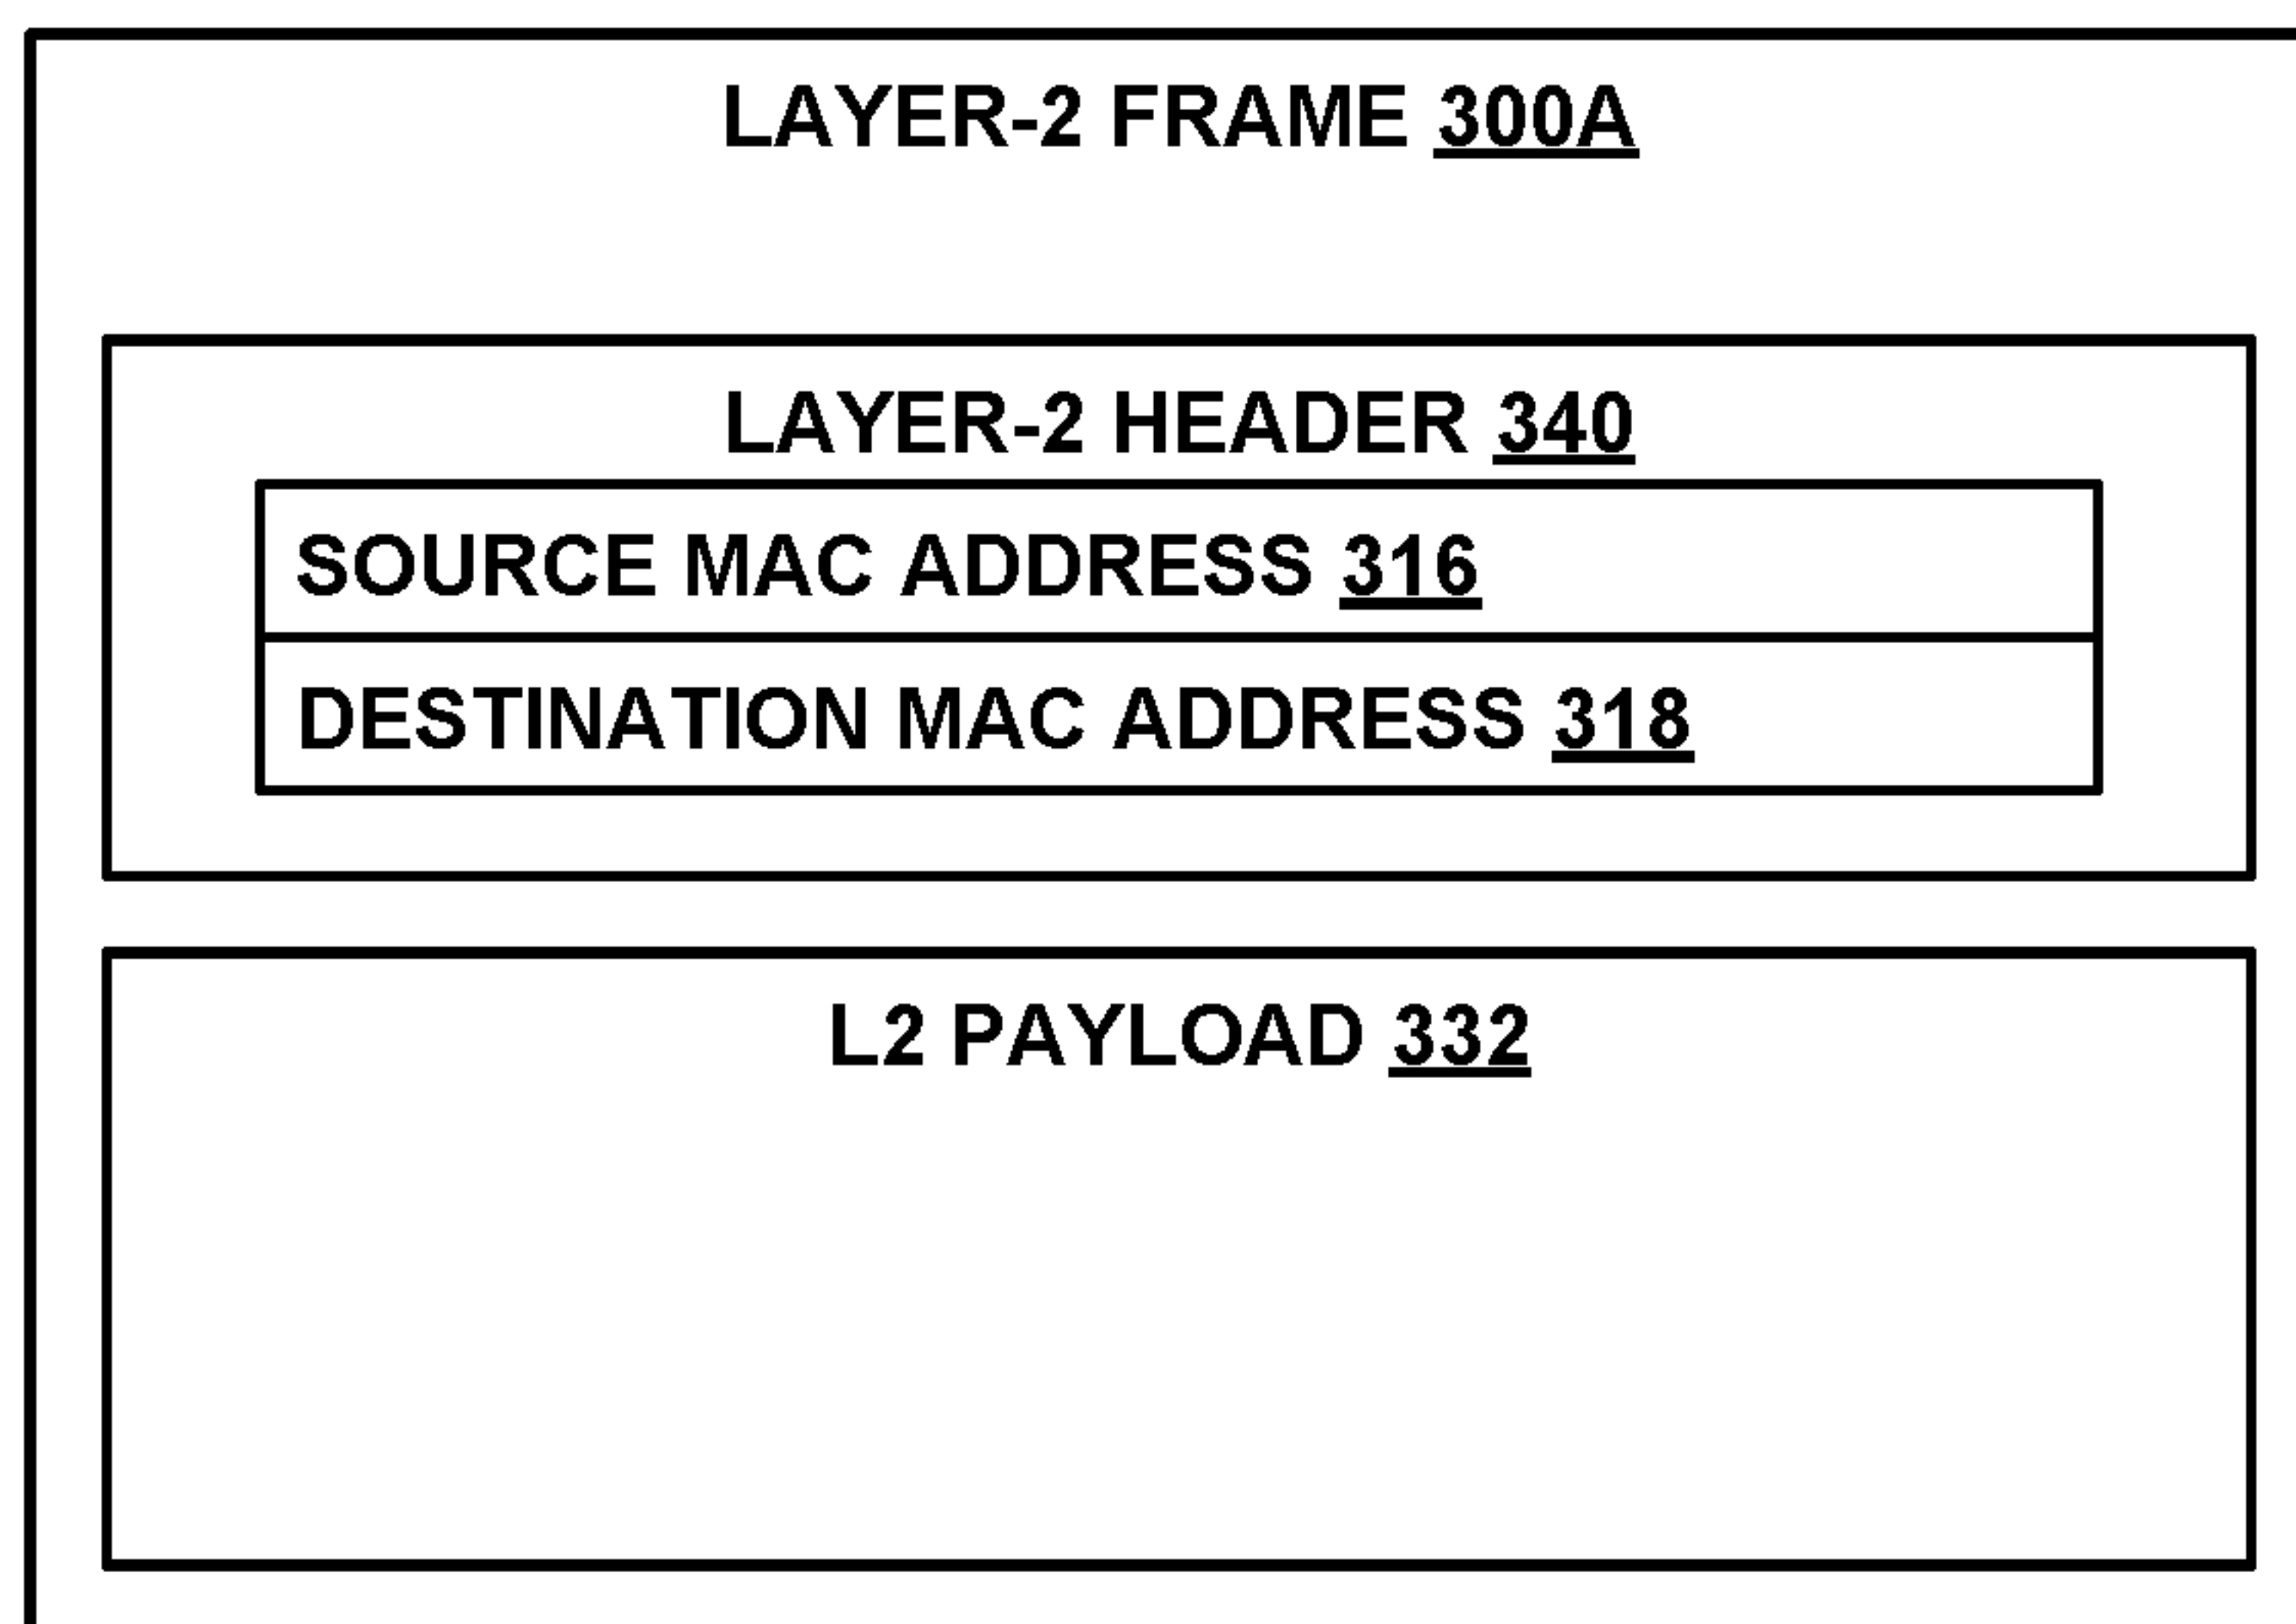 LAYER-2 FRAME 300A
LAYER-2 HEADER 340
SOURCE MAC ADDRESS 316
DESTINATION MAC ADDRESS 318
L2 PAYLOAD 332